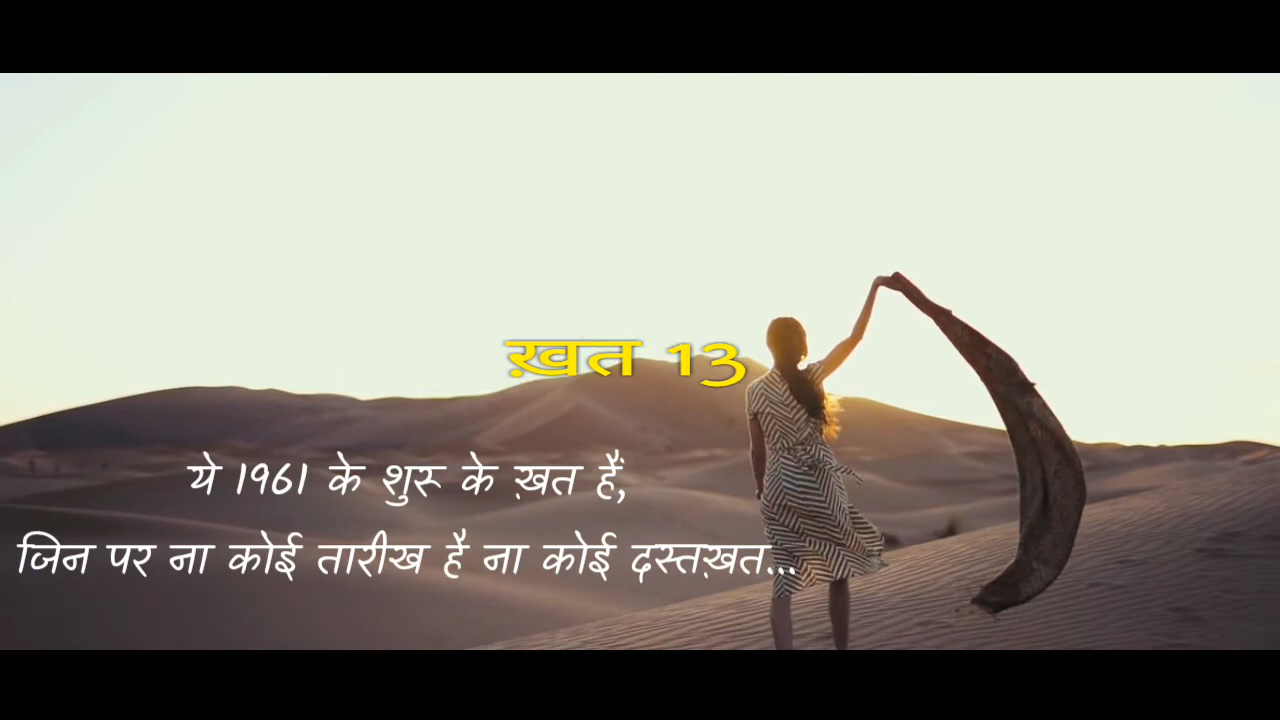 ख़त 13
ये 1961 के शुरू के ख़त हैं,
जिन पर ना कोई तारीख है ना कोई दस्तख़त...